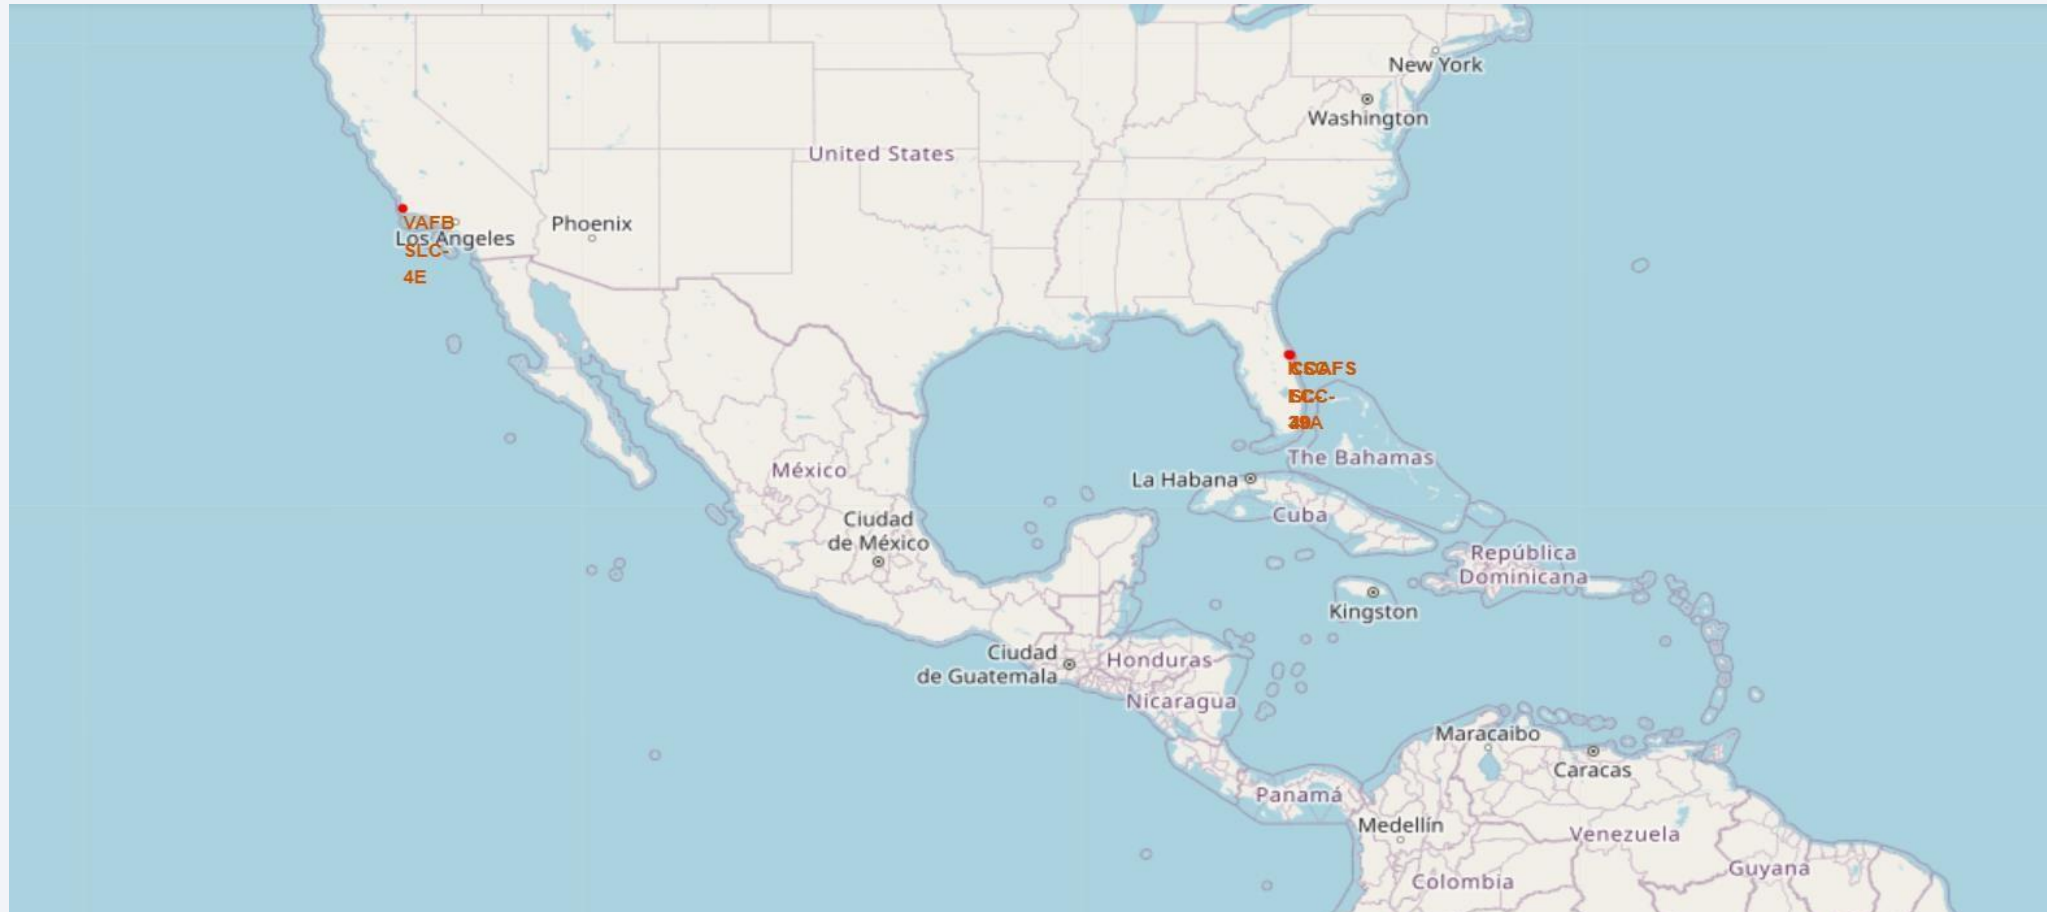 New York
Washington
United States
VAFB
SLC-
4E
Los Angeles
Phoenix
The Bahamas
La Habana
Cuba
México
Ciudad
de México
República
Dominicana
Kingston
Ciudad
de Guatemala
Honduras
Nicaragua
Maracaibo
Caracas
Panamá
Medellín
Venezuela
Guyana
Colombia